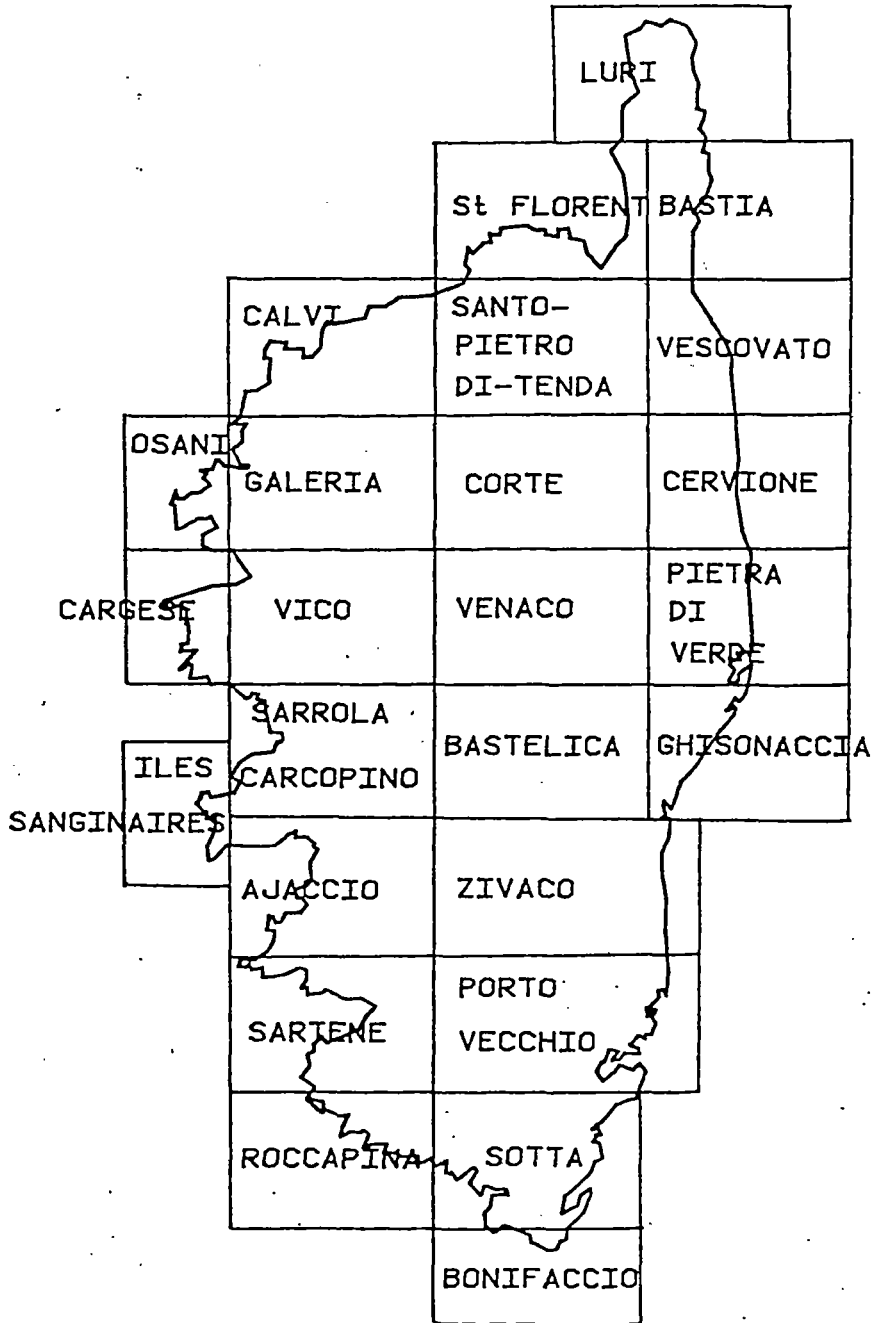 LURI
St FLORENT
BASTIA
CALVI
SANTO-
PIETRO
DI-TENDA
VESCOVATO
OSANI
GALERIA
CORTE
CERVIONE
CARGESE
VICO
VENACO
PIETRA
DI
VERDE
SARROLA
CARCOPINO
BASTELICA
GHISONACCIA
ILES
SANGINAIRES
AJACCIO
ZIVACO
SARTENE
PORTO
VECCHIO
ROCCAPINA
SOTTA
BONIFACCIO